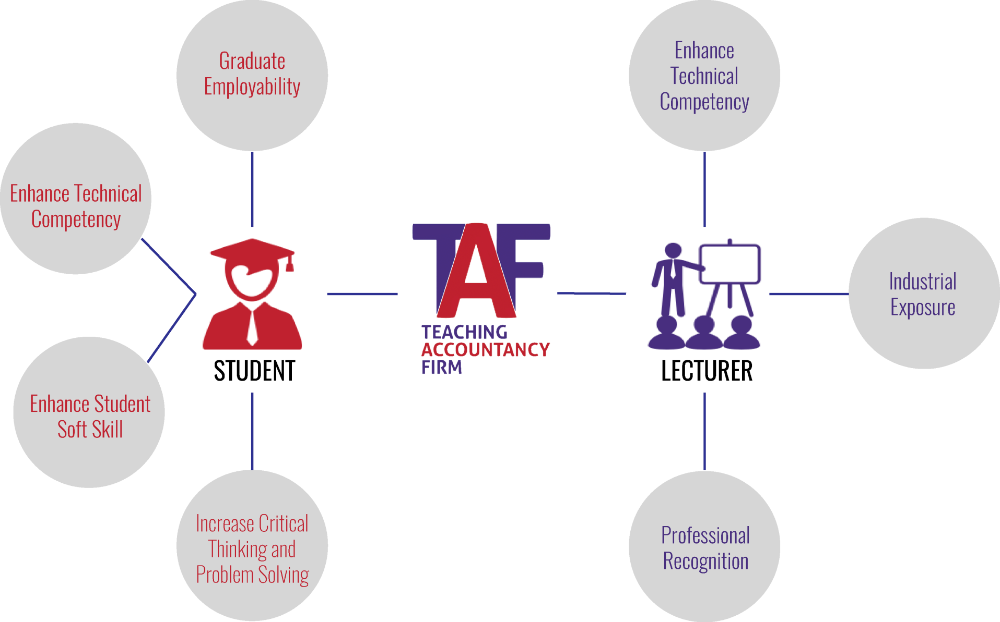 Graduate
Employability
Enhance Technical
Competency
Enhance Student
Soft Skill
Increase Critical
Thinking and
Problem Solving
STUDENT
TAF
TEACHING
ACCOUNTANCY
FIRM
LECTURER
Enhance
Technical
Competency
Industrial
Exposure
Professional
Recognition